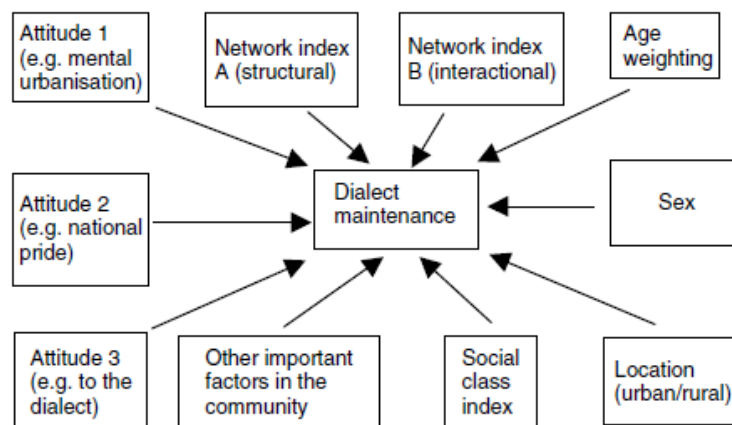 Attitude 1
(e.g. mental
urbanisation)
Network index
A (structural)
Network index
B (interactional)
Age
weighting
Attitude 2
(e.g. national
pride)
Dialect
maintenance
Sex
Attitude 3
(e.g. to the
dialect)
Other important
factors in the
community
Social
class
index
Location
(urban/rural)